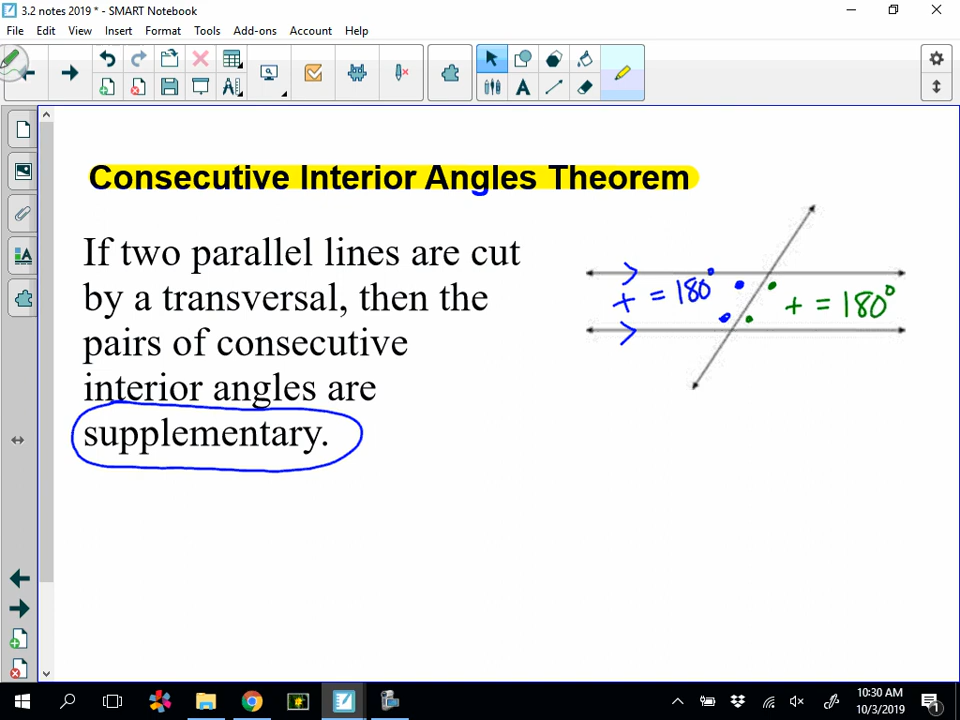 3.2 notes 2019 * - SMART Notebook
File Edit View Insert Format Tools Add-ons Account Help
Consecutive Interior Angles Theorem
If two parallel lines are cut
by a transversal, then the
pairs of consecutive
interior angles are
supplementary.
+ = 180°
+ = 180°
10:30 AM
10/3/2019
1